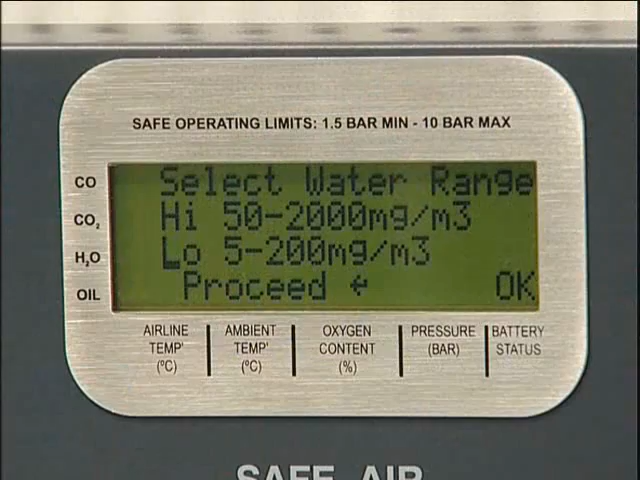 SAFE OPERATING LIMITS: 1.5 BAR MIN - 10 BAR MAX
CO
Select Water Range
CO₂
Hi 50-2000mg/m3
H₂O
Lo 5-200mg/m3
OIL
Proceed ↵ OK
AIRLINE TEMP' (ºC)
AMBIENT TEMP' (ºC)
OXYGEN CONTENT (%)
PRESSURE (BAR)
BATTERY STATUS
SAFE AIR